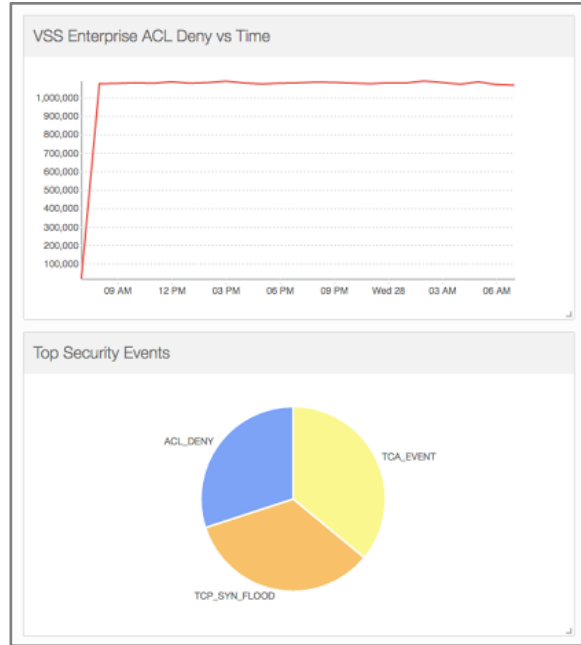 VSS Enterprise ACL Deny vs Time
1,000,000
900,000
800,000
700,000
600,000
500,000
400,000
300,000
200,000
100,000
09 AM 12 PM 03 PM 06 PM 09 PM Wed 28 03 AM 06 AM
Top Security Events
ACL_DENY
TCA_EVENT
TCP_SYN_FLOOD